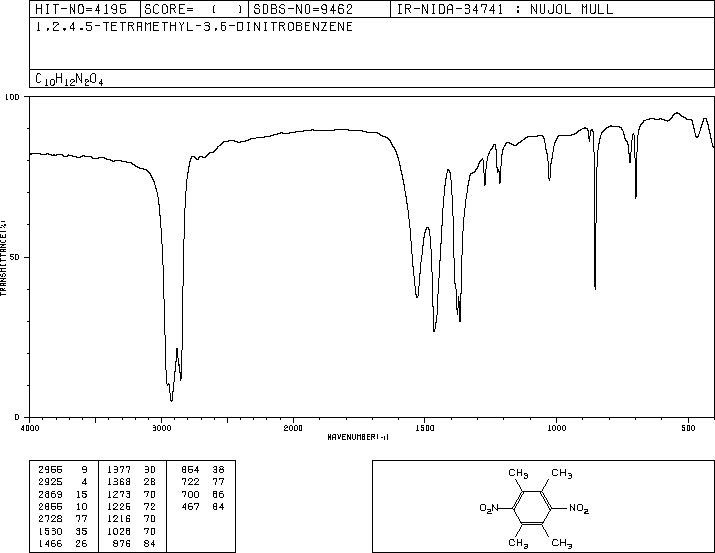 HIT-NO=4195 SCORE= ( ) SDBS-NO=9462 IR-NIDA-34741 : NUJOL MULL
1,2,4,5-TETRAMETHYL-3,6-DINITROBENZENE
C10H12N2O4
100
50
0
TRANSMITTANCE(%)
4000 3000 2000 1500 1000 500
WAVENUMBER(-1)
2955 9 1377 30 854 38
2925 4 1368 28 722 77
2869 15 1273 70 700 66
2855 10 1226 72 467 84
2728 77 1216 70
1530 35 1028 70
1466 26 876 84
CH3 CH3
NO2 NO2
CH3 CH3